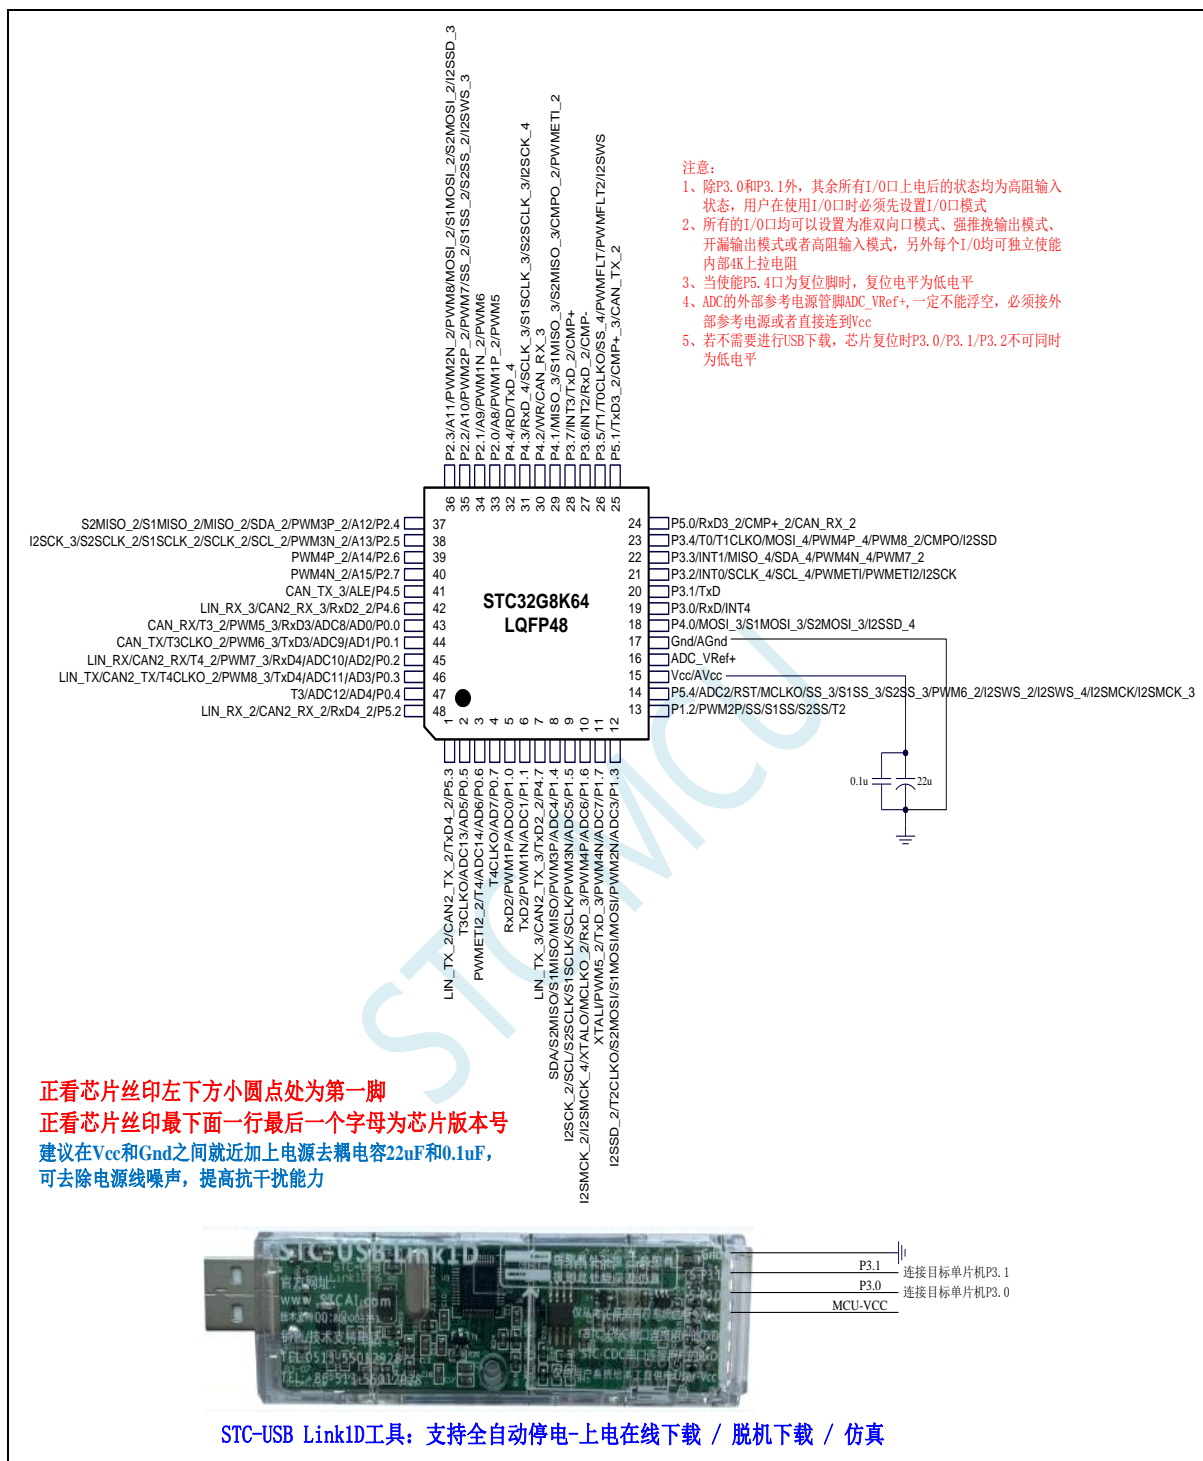 P2.3/A11/PWM2N_2/PWM8/MOSI_2/S1MOSI_2/S2MOSI_2/I2SSD_3
P2.2/A10/PWM2P_2/PWM7/SS_2/S1SS_2/S2SS_2/I2SWS_3
P2.1/A9/PWM1N_2/PWM6
P2.0/A8/PWM1P_2/PWM5
P4.4/RD/TxD_4
P4.3/RxD_4/SCLK_3/S1SCLK_3/S2SCLK_3/I2SCK_4
P4.2/WR/CAN_RX_3
P4.1/MISO_3/S1MISO_3/S2MISO_3/CMPO_2/PWMETI_2
P3.7/INT3/TxD_2/CMP+
P3.6/INT2/RxD_2/CMP-
P3.5/T1/T0CLKO/SS_4/PWMFLT/PWMFLT2/I2SWS
P5.1/TxD3_2/CMP+_3/CAN_TX_2
注意:
1、除P3.0和P3.1外，其余所有I/O口上电后的状态均为高阻输入
状态，用户在使用I/O口时必须先设置I/O口模式
2、所有的I/O口均可以设置为准双向口模式、强推挽输出模式、
开漏输出模式或者高阻输入模式，另外每个I/O均可独立使能
内部4K上拉电阻
3、当使能P5.4口为复位脚时，复位电平为低电平
4、ADC的外部参考电源管脚ADC_VRef+,一定不能浮空，必须接外
部参考电源或者直接连到Vcc
5、若不需要进行USB下载，芯片复位时P3.0/P3.1/P3.2不可同时
为低电平
36 35 34 33 32 31 30 29 28 27 26 25
S2MISO_2/S1MISO_2/MISO_2/SDA_2/PWM3P_2/A12/P2.4 37
I2SCK_3/S2SCLK_2/S1SCLK_2/SCLK_2/SCL_2/PWM3N_2/A13/P2.5 38
PWM4P_2/A14/P2.6 39
PWM4N_2/A15/P2.7 40
CAN_TX_3/ALE/P4.5 41
LIN_RX_3/CAN2_RX_3/RxD2_2/P4.6 42
CAN_RX/T3_2/PWM5_3/RxD3/ADC8/AD0/P0.0 43
CAN_TX/T3CLKO_2/PWM6_3/TxD3/ADC9/AD1/P0.1 44
LIN_RX/CAN2_RX/T4_2/PWM7_3/RxD4/ADC10/AD2/P0.2 45
LIN_TX/CAN2_TX/T4CLKO_2/PWM8_3/TxD4/ADC11/AD3/P0.3 46
T3/ADC12/AD4/P0.4 47
LIN_RX_2/CAN2_RX_2/RxD4_2/P5.2 48
STC32G8K64
LQFP48
24 P5.0/RxD3_2/CMP+_2/CAN_RX_2
23 P3.4/T0/T1CLKO/MOSI_4/PWM4P_4/PWM8_2/CMPO/I2SSD
22 P3.3/INT1/MISO_4/SDA_4/PWM4N_4/PWM7_2
21 P3.2/INT0/SCLK_4/SCL_4/PWMETI/PWMETI2/I2SCK
20 P3.1/TxD
19 P3.0/RxD/INT4
18 P4.0/MOSI_3/S1MOSI_3/S2MOSI_3/I2SSD_4
17 Gnd/AGnd
16 ADC_VRef+
15 Vcc/AVcc
14 P5.4/ADC2/RST/MCLKO/SS_3/S1SS_3/S2SS_3/PWM6_2/I2SWS_2/I2SWS_4/I2SMCK/I2SMCK_3
13 P1.2/PWM2P/SS/S1SS/S2SS/T2
1 2 3 4 5 6 7 8 9 10 11 12
LIN_TX_2/CAN2_TX_2/TxD4_2/P5.3
T3CLKO/ADC13/AD5/P0.5
PWMETI2_2/T4/ADC14/AD6/P0.6
T4CLKO/AD7/P0.7
RxD2/PWM1P/ADC0/P1.0
TxD2/PWM1N/ADC1/P1.1
LIN_TX_3/CAN2_TX_3/TxD2_2/P4.7
SDA/S2MISO/S1MISO/MISO/PWM3P/ADC4/P1.4
I2SCK_2/SCL/S2SCLK/S1SCLK/SCLK/PWM3N/ADC5/P1.5
I2SMCK_2/I2SMCK_4/XTALO/MCLKO_2/RxD_3/PWM4P/ADC6/P1.6
XTALI/PWM5_2/TxD_3/PWM4N/ADC7/P1.7
I2SSD_2/T2CLKO/S2MOSI/S1MOSI/MOSI/PWM2N/ADC3/P1.3
0.1u 22u
STCMCU
正看芯片丝印左下方小圆点处为第一脚
正看芯片丝印最下面一行最后一个字母为芯片版本号
建议在Vcc和Gnd之间就近加上电源去耦电容22uF和0.1uF，
可去除电源线噪声，提高抗干扰能力
STC-USB Link1D
官方网址
www.STCAI.com
Gnd
P3.1 连接目标单片机P3.1
P3.0 连接目标单片机P3.0
MCU-VCC
STC-USB Link1D工具：支持全自动停电-上电在线下载 / 脱机下载 / 仿真